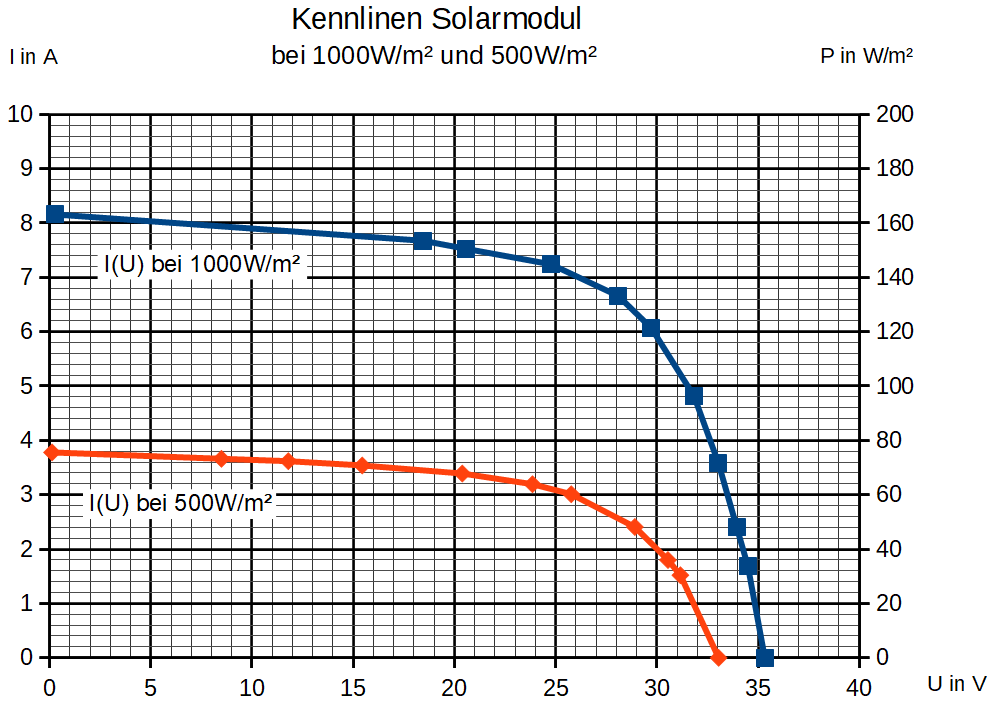 Kennlinen Solarmodul
bei 1000W/m² und 500W/m²
I in A
P in W/m²
10
200
9
180
8
160
I(U) bei 1000W/m²
7
140
6
120
5
100
4
80
I(U) bei 500W/m²
3
60
2
40
1
20
0
0
0 5 10 15 20 25 30 35 40
U in V